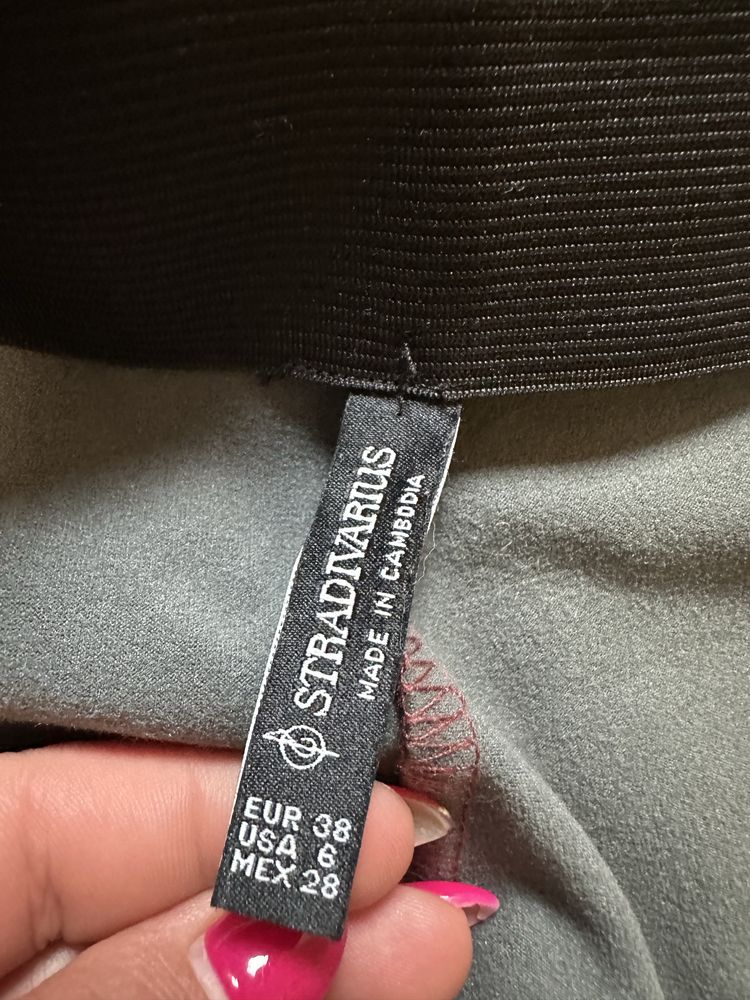 STRADIVARIUS
MADE IN CAMBODIA
EUR 38
USA 6
MEX 28